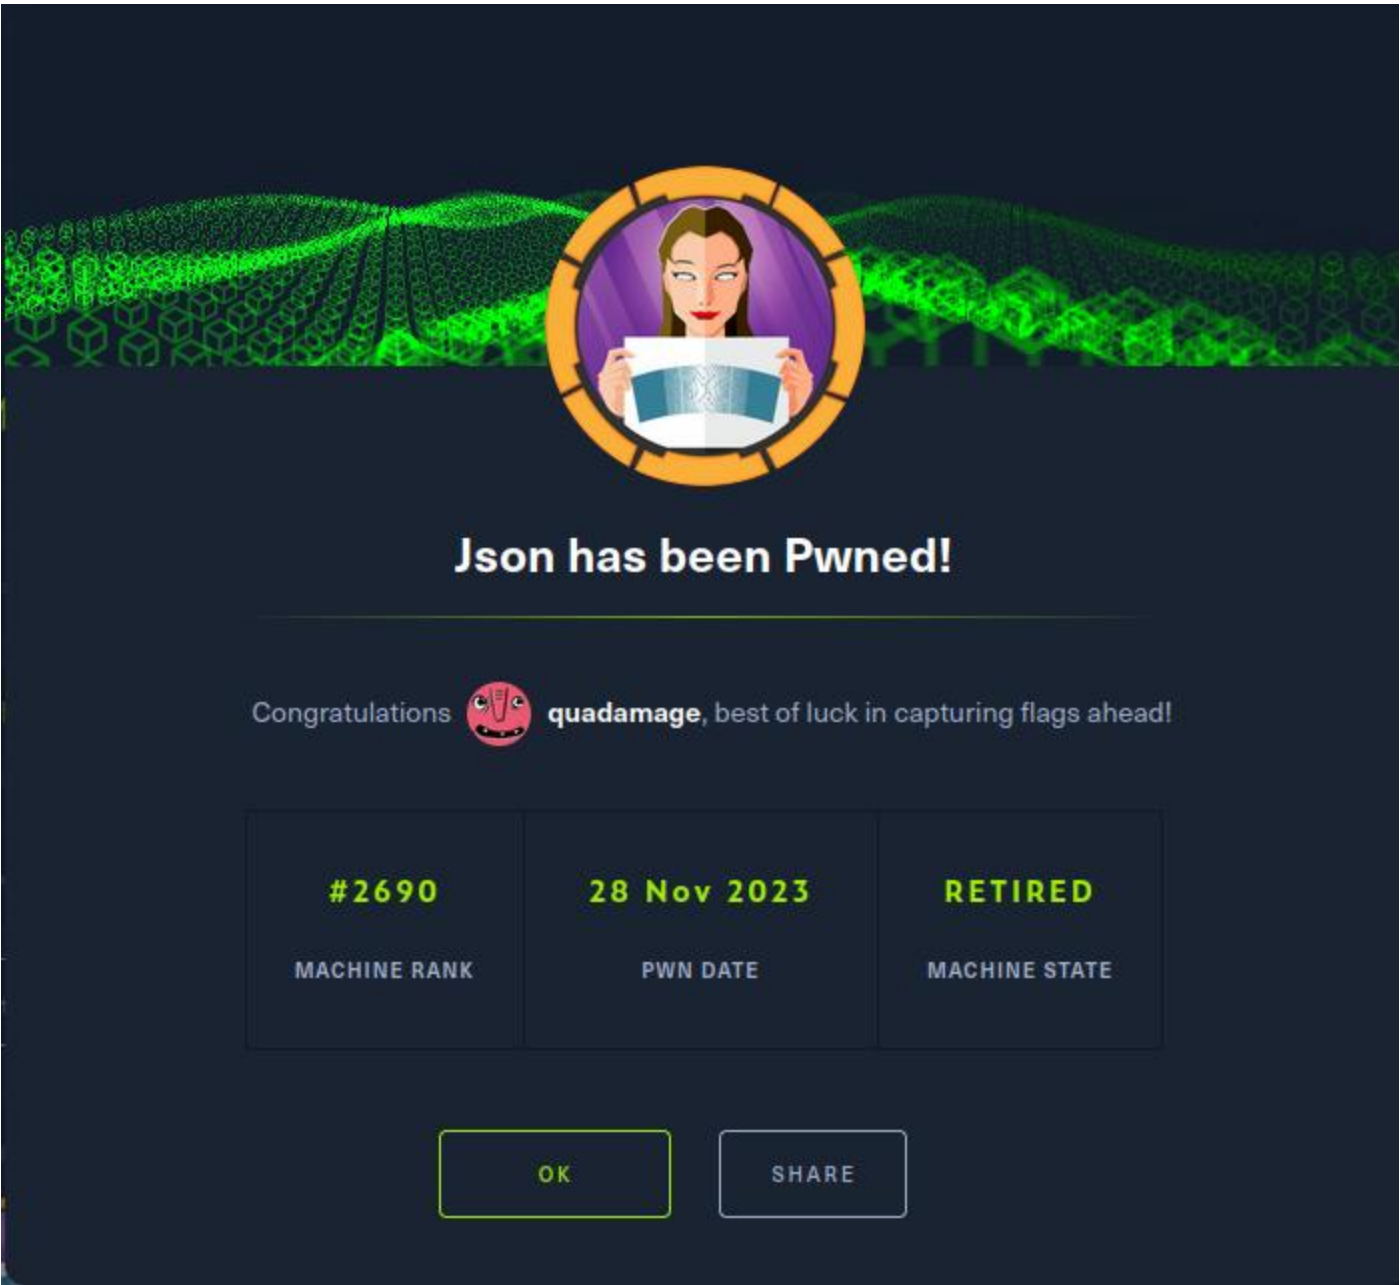 Json has been Pwned!
Congratulations quadamage, best of luck in capturing flags ahead!
#2690 28 Nov 2023 RETIRED
MACHINE RANK PWN DATE MACHINE STATE
OK SHARE